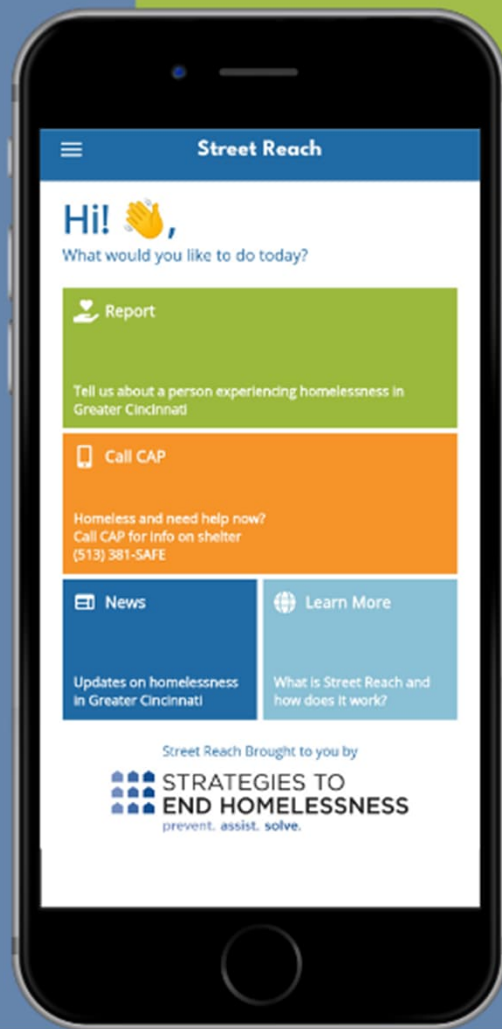 Street Reach
Hi! 👋,
What would you like to do today?
Report
Tell us about a person experiencing homelessness in
Greater Cincinnati
Call CAP
Homeless and need help now?
Call CAP for info on shelter
(513) 381-SAFE
News
Updates on homelessness
in Greater Cincinnati
Learn More
What is Street Reach and
how does it work?
Street Reach Brought to you by
STRATEGIES TO
END HOMELESSNESS
prevent. assist. solve.